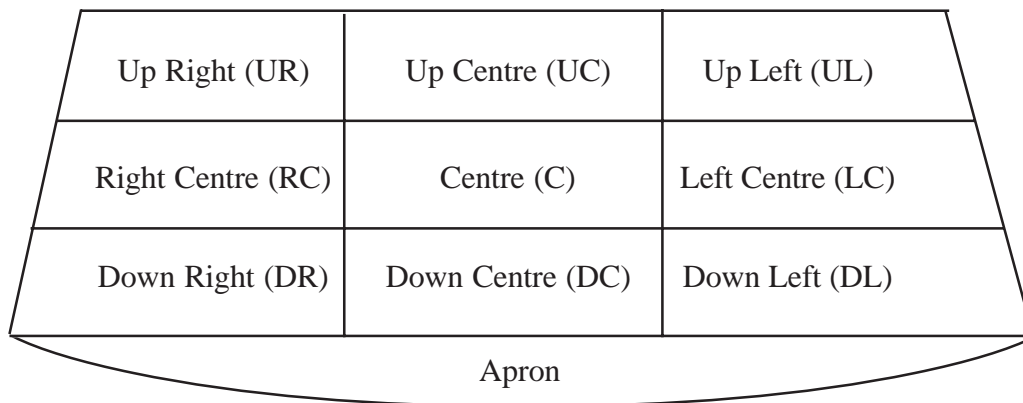 Up Right (UR) Up Centre (UC) Up Left (UL)
Right Centre (RC) Centre (C) Left Centre (LC)
Down Right (DR) Down Centre (DC) Down Left (DL)
Apron